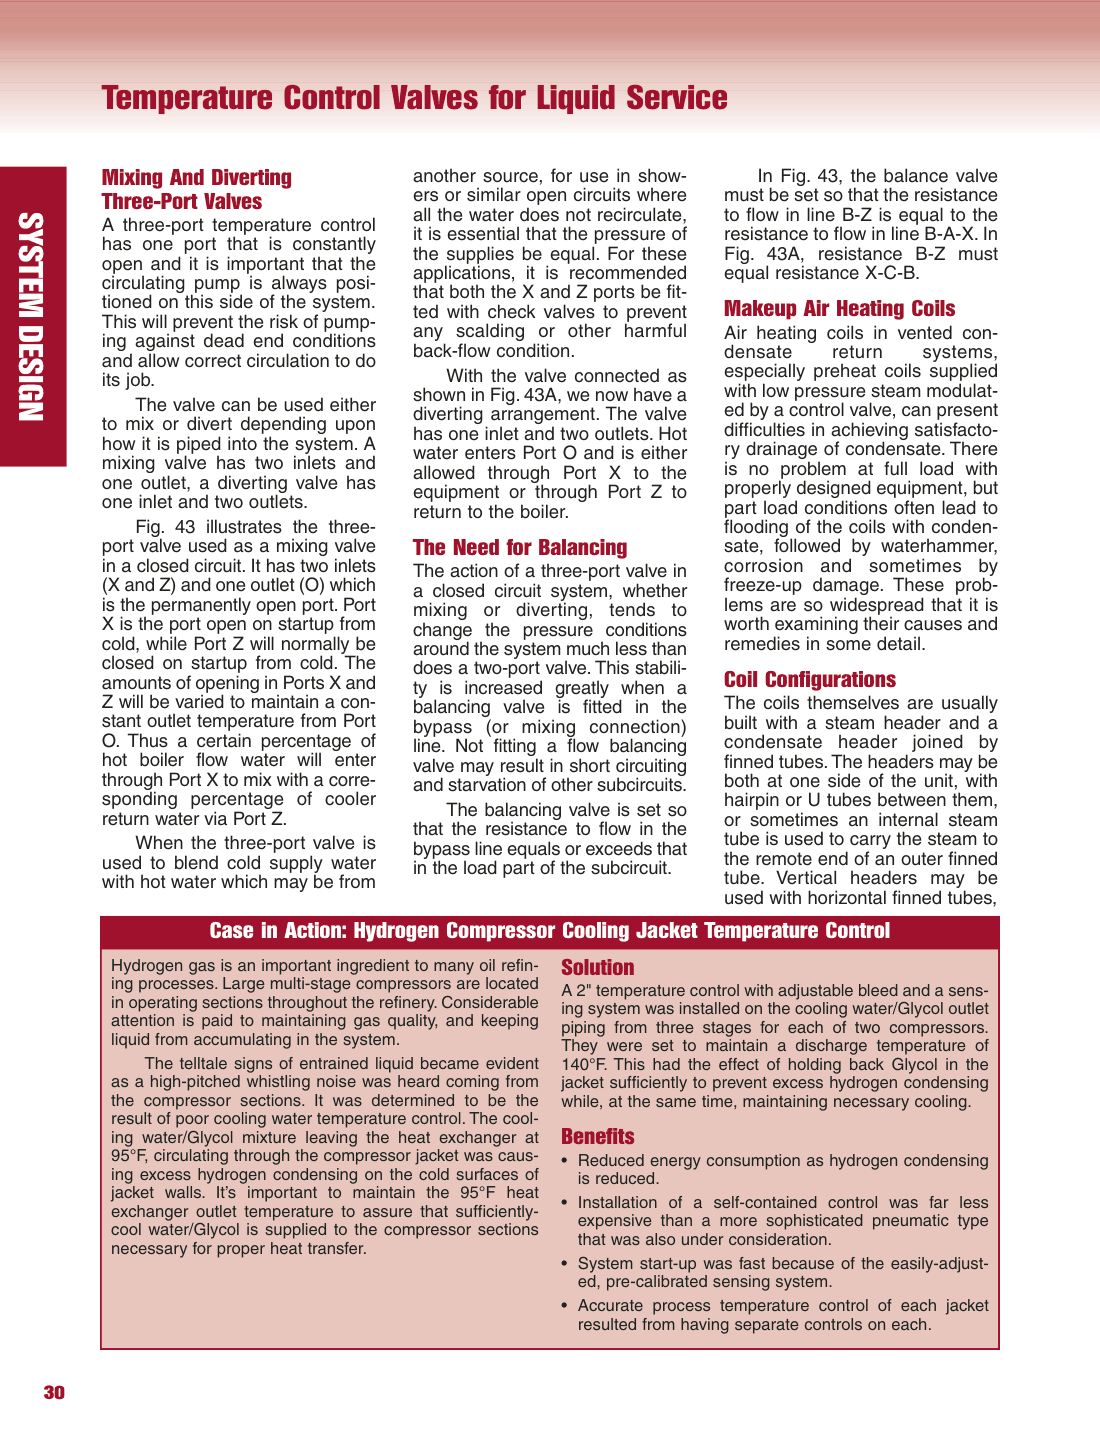 Temperature Control Valves for Liquid Service
SYSTEM DESIGN
Mixing And Diverting
Three-Port Valves
A three-port temperature control
has one port that is constantly
open and it is important that the
circulating pump is always posi-
tioned on this side of the system.
This will prevent the risk of pump-
ing against dead end conditions
and allow correct circulation to do
its job.
The valve can be used either
to mix or divert depending upon
how it is piped into the system. A
mixing valve has two inlets and
one outlet, a diverting valve has
one inlet and two outlets.
Fig. 43 illustrates the three-
port valve used as a mixing valve
in a closed circuit. It has two inlets
(X and Z) and one outlet (O) which
is the permanently open port. Port
X is the port open on startup from
cold, while Port Z will normally be
closed on startup from cold. The
amounts of opening in Ports X and
Z will be varied to maintain a con-
stant outlet temperature from Port
O. Thus a certain percentage of
hot boiler flow water will enter
through Port X to mix with a corre-
sponding percentage of cooler
return water via Port Z.
When the three-port valve is
used to blend cold supply water
with hot water which may be from
another source, for use in show-
ers or similar open circuits where
all the water does not recirculate,
it is essential that the pressure of
the supplies be equal. For these
applications, it is recommended
that both the X and Z ports be fit-
ted with check valves to prevent
any scalding or other harmful
back-flow condition.
With the valve connected as
shown in Fig. 43A, we now have a
diverting arrangement. The valve
has one inlet and two outlets. Hot
water enters Port O and is either
allowed through Port X to the
equipment or through Port Z to
return to the boiler.
The Need for Balancing
The action of a three-port valve in
a closed circuit system, whether
mixing or diverting, tends to
change the pressure conditions
around the system much less than
does a two-port valve. This stabili-
ty is increased greatly when a
balancing valve is fitted in the
bypass (or mixing connection)
line. Not fitting a flow balancing
valve may result in short circuiting
and starvation of other subcircuits.
The balancing valve is set so
that the resistance to flow in the
bypass line equals or exceeds that
in the load part of the subcircuit.
In Fig. 43, the balance valve
must be set so that the resistance
to flow in line B-Z is equal to the
resistance to flow in line B-A-X. In
Fig. 43A, resistance B-Z must
equal resistance X-C-B.
Makeup Air Heating Coils
Air heating coils in vented con-
densate return systems,
especially preheat coils supplied
with low pressure steam modulat-
ed by a control valve, can present
difficulties in achieving satisfacto-
ry drainage of condensate. There
is no problem at full load with
properly designed equipment, but
part load conditions often lead to
flooding of the coils with conden-
sate, followed by waterhammer,
corrosion and sometimes by
freeze-up damage. These prob-
lems are so widespread that it is
worth examining their causes and
remedies in some detail.
Coil Configurations
The coils themselves are usually
built with a steam header and a
condensate header joined by
finned tubes. The headers may be
both at one side of the unit, with
hairpin or U tubes between them,
or sometimes an internal steam
tube is used to carry the steam to
the remote end of an outer finned
tube. Vertical headers may be
used with horizontal finned tubes,
Case in Action: Hydrogen Compressor Cooling Jacket Temperature Control
Hydrogen gas is an important ingredient to many oil refin-
ing processes. Large multi-stage compressors are located
in operating sections throughout the refinery. Considerable
attention is paid to maintaining gas quality, and keeping
liquid from accumulating in the system.
The telltale signs of entrained liquid became evident
as a high-pitched whistling noise was heard coming from
the compressor sections. It was determined to be the
result of poor cooling water temperature control. The cool-
ing water/Glycol mixture leaving the heat exchanger at
95°F, circulating through the compressor jacket was caus-
ing excess hydrogen condensing on the cold surfaces of
jacket walls. It's important to maintain the 95°F heat
exchanger outlet temperature to assure that sufficiently-
cool water/Glycol is supplied to the compressor sections
necessary for proper heat transfer.
Solution
A 2" temperature control with adjustable bleed and a sens-
ing system was installed on the cooling water/Glycol outlet
piping from three stages for each of two compressors.
They were set to maintain a discharge temperature of
140°F. This had the effect of holding back Glycol in the
jacket sufficiently to prevent excess hydrogen condensing
while, at the same time, maintaining necessary cooling.
Benefits
• Reduced energy consumption as hydrogen condensing
is reduced.
• Installation of a self-contained control was far less
expensive than a more sophisticated pneumatic type
that was also under consideration.
• System start-up was fast because of the easily-adjust-
ed, pre-calibrated sensing system.
• Accurate process temperature control of each jacket
resulted from having separate controls on each.
30